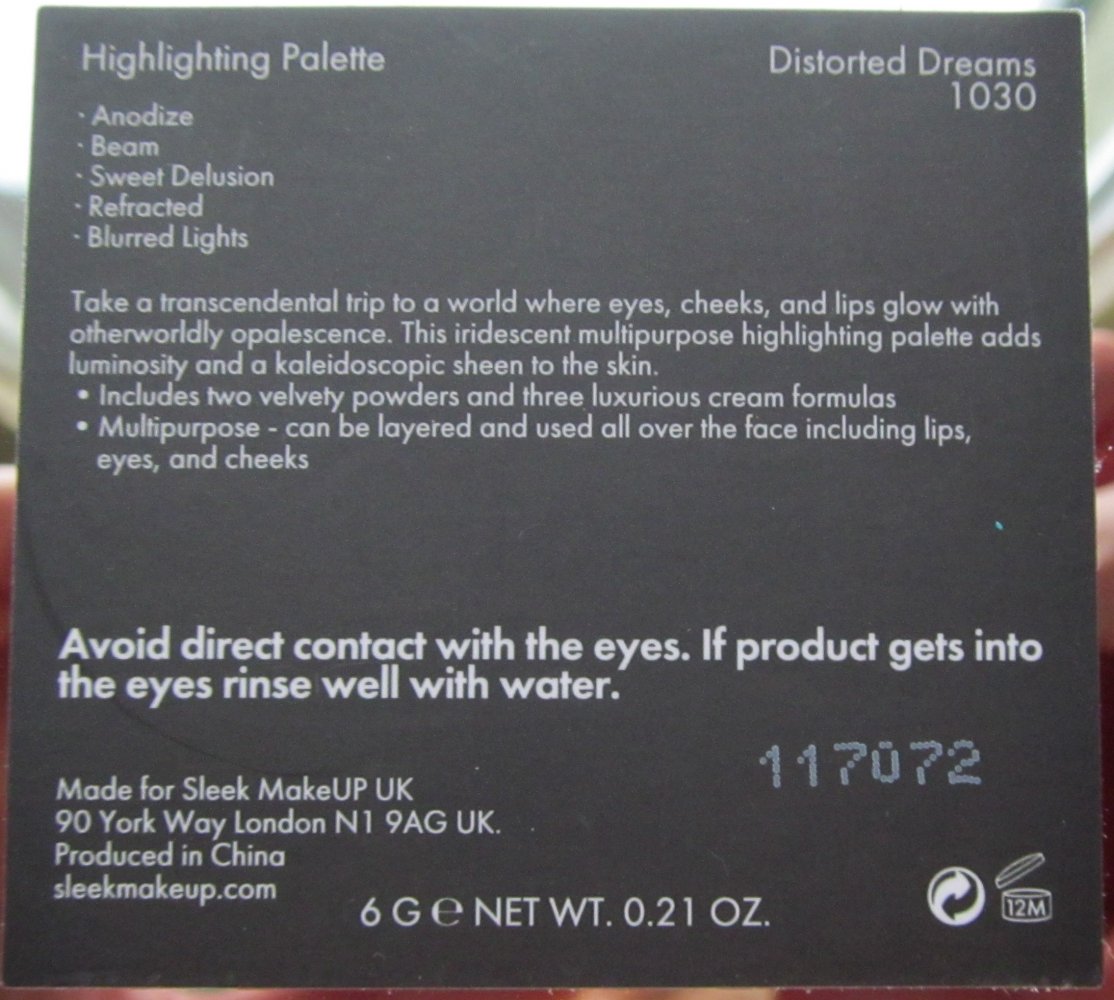 Highlighting Palette
Distorted Dreams
1030
· Anodize
· Beam
· Sweet Delusion
· Refracted
· Blurred Lights
Take a transcendental trip to a world where eyes, cheeks, and lips glow with
otherworldly opalescence. This iridescent multipurpose highlighting palette adds
luminosity and a kaleidoscopic sheen to the skin.
• Includes two velvety powders and three luxurious cream formulas
• Multipurpose - can be layered and used all over the face including lips,
eyes, and cheeks
Avoid direct contact with the eyes. If product gets into
the eyes rinse well with water.
117072
Made for Sleek MakeUP UK
90 York Way London N1 9AG UK.
Produced in China
sleekmakeup.com
6 G ℮ NET WT. 0.21 OZ.
12M